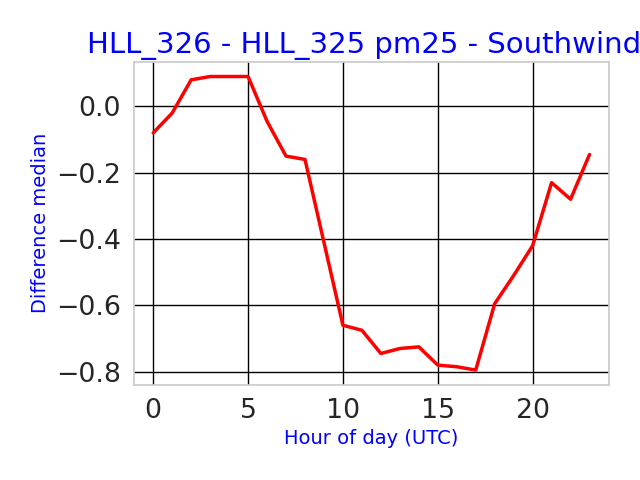 HLL_326 - HLL_325 pm25 - Southwind
0.0
−0.2
−0.4
−0.6
−0.8
Difference median
0 5 10 15 20
Hour of day (UTC)